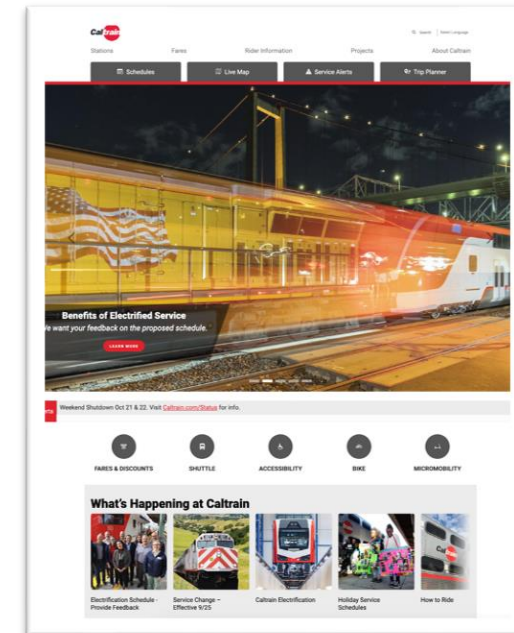 Caltrain
Search Select Language
Stations Fares Rider Information Projects About Caltrain
Schedules Live Map Service Alerts Trip Planner
Benefits of Electrified Service
We want your feedback on the proposed schedule.
LEARN MORE
Weekend Shutdown Oct 21 & 22. Visit Caltrain.com/Status for info.
FARES & DISCOUNTS SHUTTLE ACCESSIBILITY BIKE MICROMOBILITY
What's Happening at Caltrain
Electrification Schedule -
Provide Feedback
Service Change –
Effective 9/25
Caltrain Electrification
Holiday Service
Schedules
How to Ride